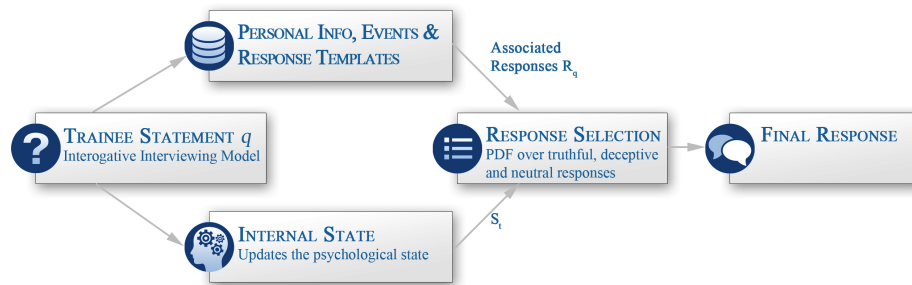 PERSONAL INFO, EVENTS &
RESPONSE TEMPLATES
Associated
Responses Rq
?
TRAINEE STATEMENT q
Interogative Interviewing Model
RESPONSE SELECTION
PDF over truthful, deceptive
and neutral responses
FINAL RESPONSE
INTERNAL STATE
Updates the psychological state
St